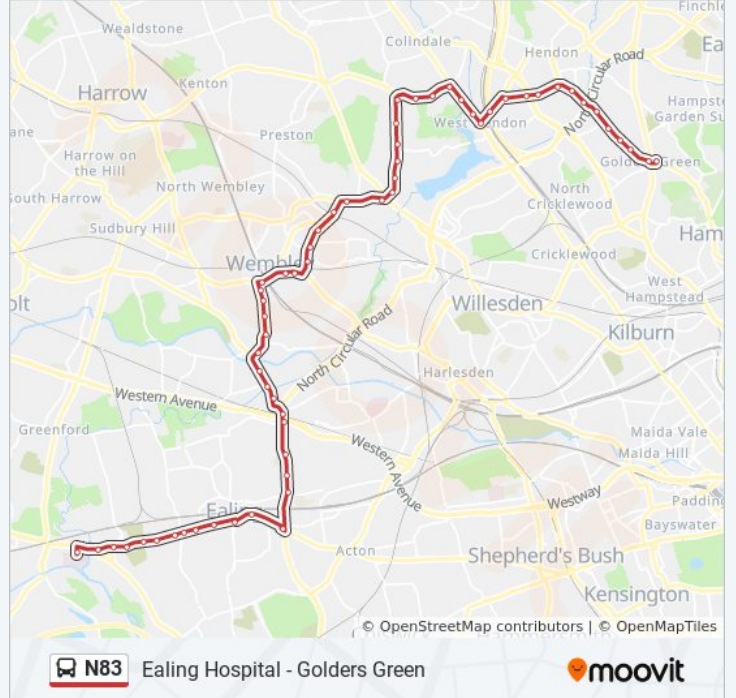 Finchle
Wealdstone
Colindale
Hendon
Ea
North Circular Road
Kenton
Harrow
Hampste
Garden Su
Preston
West Hendon
ane
Harrow on
the Hill
Golders Green
North Wembley
North
Cricklewood
South Harrow
Sudbury Hill
Ham
Wembley
Cricklewood
West
Hampstead
olt
Willesden
Kilburn
North Circular Road
Harlesden
Western Avenue
Greenford
Maida Vale
Maida Hill
Western Avenue
Westway
Paddin
Ealing
Bayswater
Acton
Shepherd's Bush
Kensington
© OpenStreetMap contributors | © OpenMapTiles
N83 Ealing Hospital - Golders Green
moovit